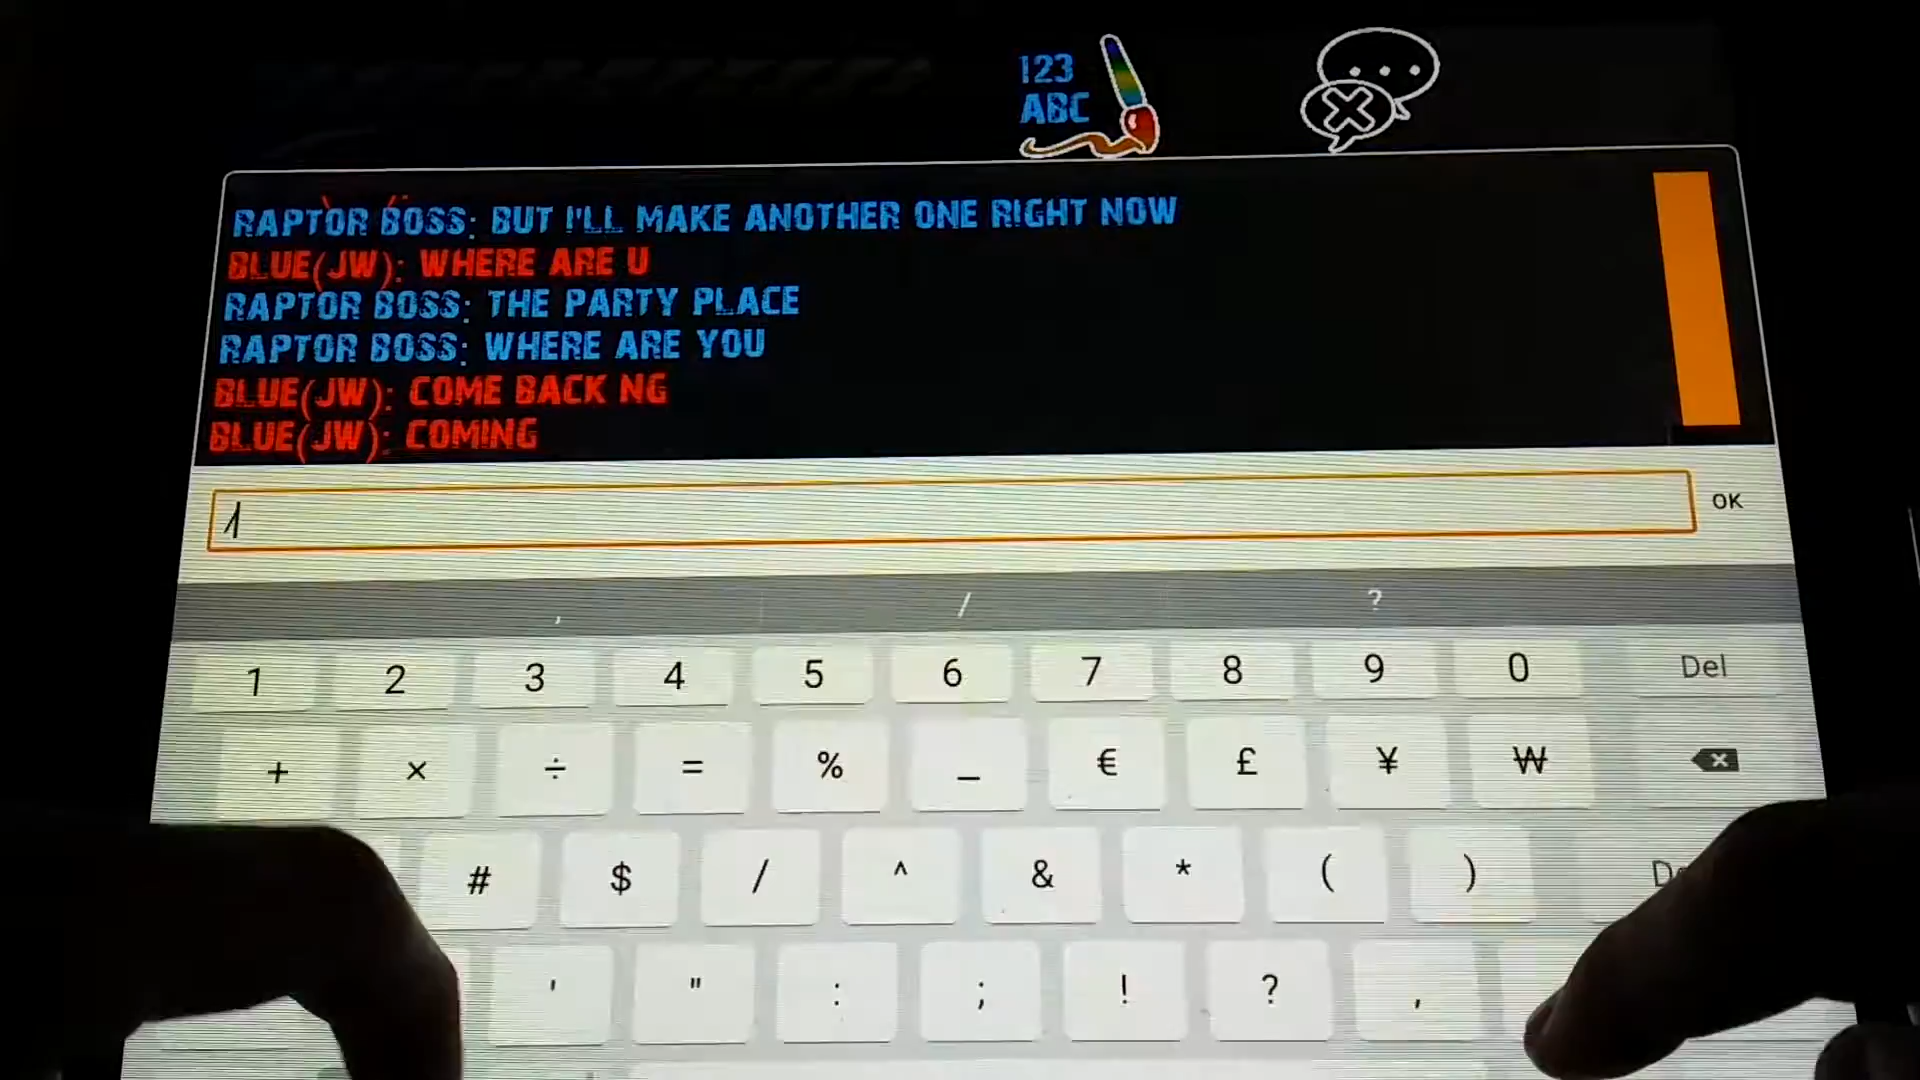 123
ABC
RAPTOR BOSS: BUT I'LL MAKE ANOTHER ONE RIGHT NOW
BLUE(JW): WHERE ARE U
RAPTOR BOSS: THE PARTY PLACE
RAPTOR BOSS: WHERE ARE YOU
BLUE(JW): COME BACK NG
BLUE(JW): COMING
/
OK
, / ?
1 2 3 4 5 6 7 8 9 0 Del
+ × ÷ = % _ € £ ¥ ₩
# $ / ^ & * ( )
' " : ; ! ? ,